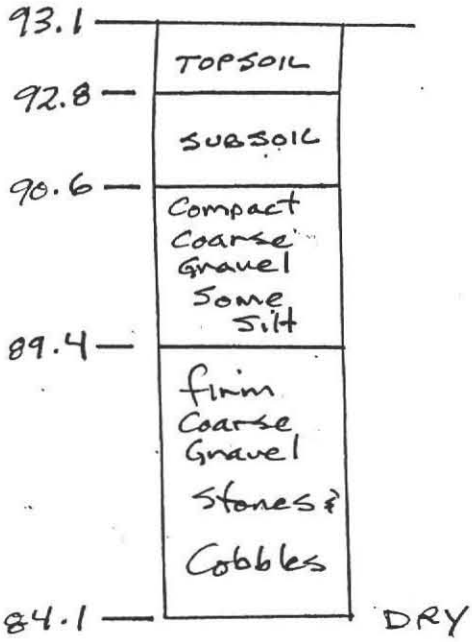 93.1
TOPSOIL
92.8
SUBSOIL
90.6
Compact
Coarse
Gravel
Some
Silt
89.4
firm
Coarse
Gravel
Stones &
Cobbles
84.1 DRY